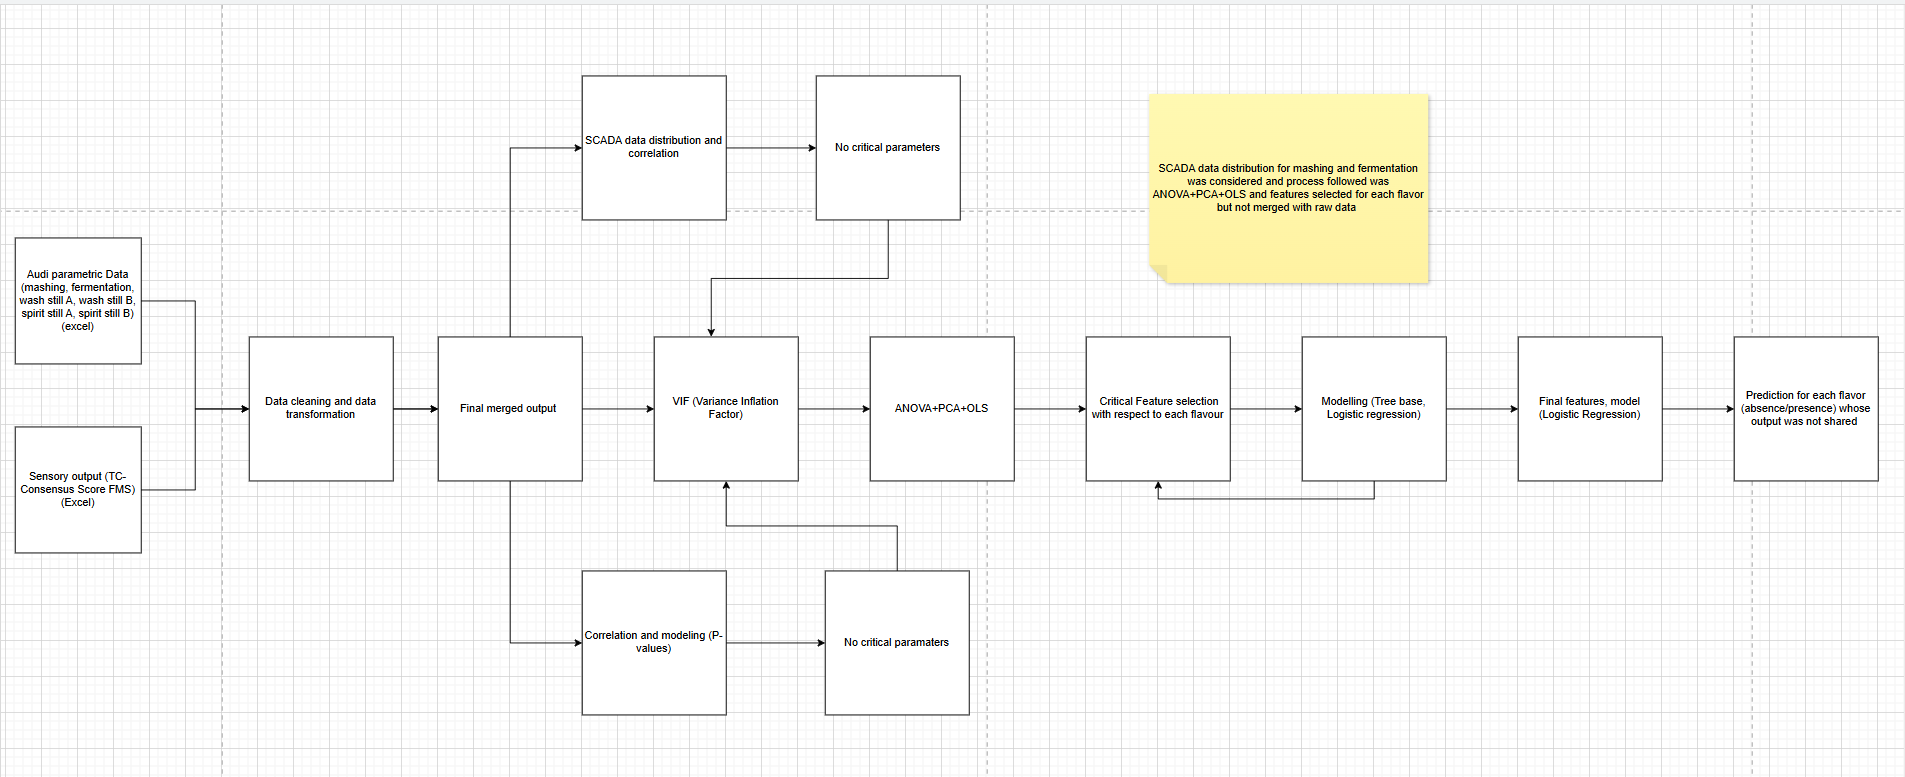 SCADA data distribution and
correlation
No critical parameters
SCADA data distribution for mashing and fermentation
was considered and process followed was
ANOVA+PCA+OLS and features selected for each flavor
but not merged with raw data
Audi parametric Data
(mashing, fermentation,
wash still A, wash still B,
spirit still A, spirit still B)
(excel)
Sensory output (TC-
Consensus Score FMS)
(Excel)
Data cleaning and data
transformation
Final merged output
VIF (Variance Inflation
Factor)
ANOVA+PCA+OLS
Critical Feature selection
with respect to each flavour
Modelling (Tree base,
Logistic regression)
Final features, model
(Logistic Regression)
Prediction for each flavor
(absence/presence) whose
output was not shared
Correlation and modeling (P-
values)
No critical paramaters